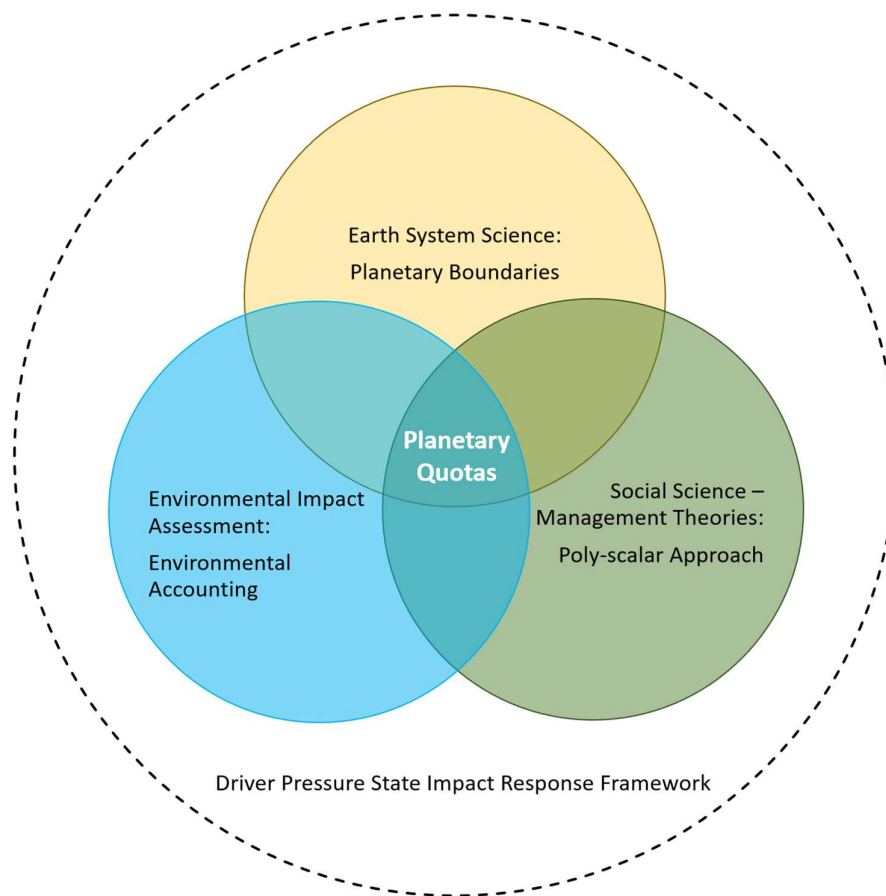 Earth System Science:
Planetary Boundaries
Planetary
Quotas
Environmental Impact
Assessment:
Environmental
Accounting
Social Science –
Management Theories:
Poly-scalar Approach
Driver Pressure State Impact Response Framework